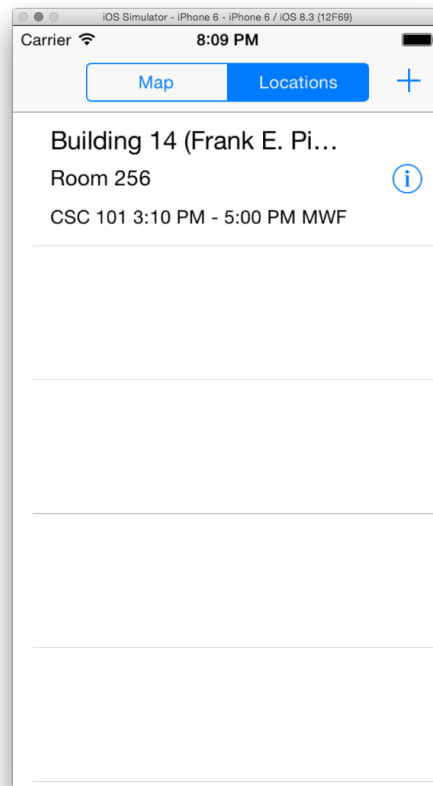 iOS Simulator - iPhone 6 - iPhone 6 / iOS 8.3 (12F69)
Carrier 8:09 PM
Map Locations +
Building 14 (Frank E. Pi…
Room 256
i
CSC 101 3:10 PM - 5:00 PM MWF